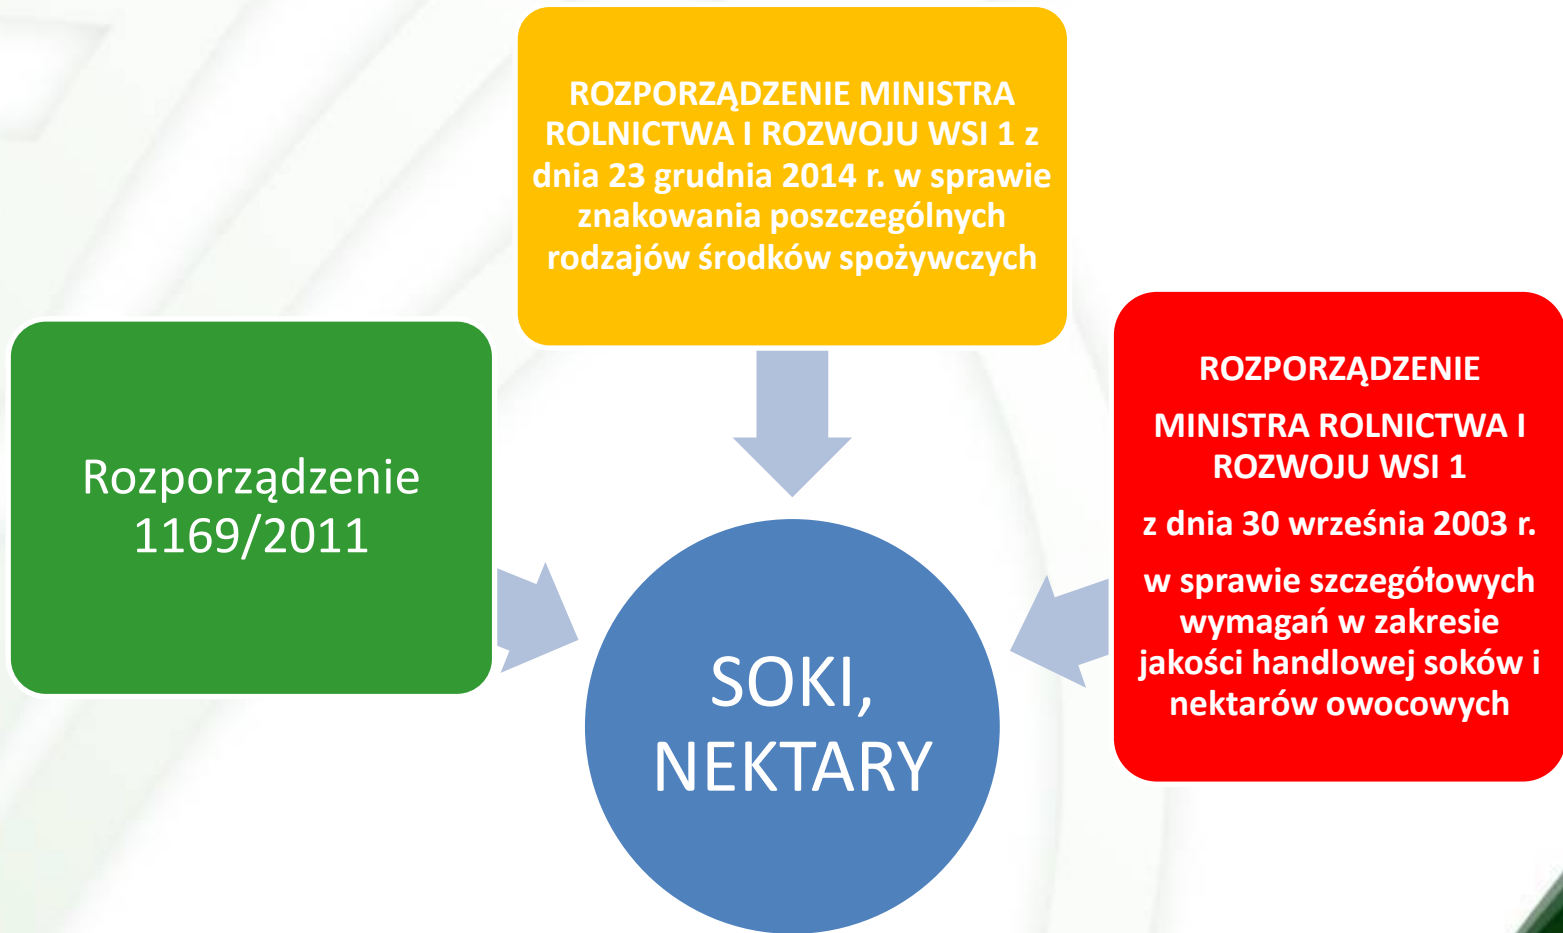 ROZPORZĄDZENIE MINISTRA
ROLNICTWA I ROZWOJU WSI 1 z
dnia 23 grudnia 2014 r. w sprawie
znakowania poszczególnych
rodzajów środków spożywczych
Rozporządzenie
1169/2011
ROZPORZĄDZENIE
MINISTRA ROLNICTWA I
ROZWOJU WSI 1
z dnia 30 września 2003 r.
w sprawie szczegółowych
wymagań w zakresie
jakości handlowej soków i
nektarów owocowych
SOKI,
NEKTARY